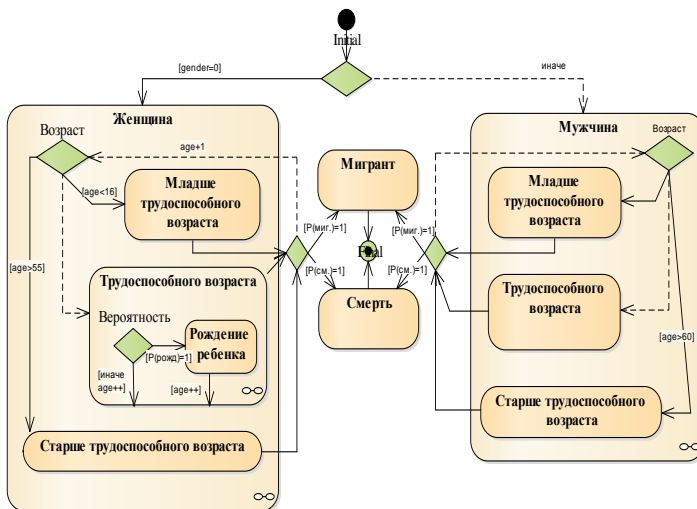 Initial
[gender=0]
иначе
Женщина
Возраст
age+1
[age<16]
Младше
трудоспособного
возраста
[age>55]
Трудоспособного возраста
Вероятность
Рождение
ребенка
[P(рожд)=1]
[иначе
age++]
[age++]
Старше трудоспособного возраста
Мигрант
[P(миг.)=1]
[P(миг.)=1]
Final
[P(см.)=1]
[P(см.)=1]
Смерть
Мужчина
Возраст
Младше
трудоспособного
возраста
Трудоспособного
возраста
[age>60]
Старше трудоспособного
возраста